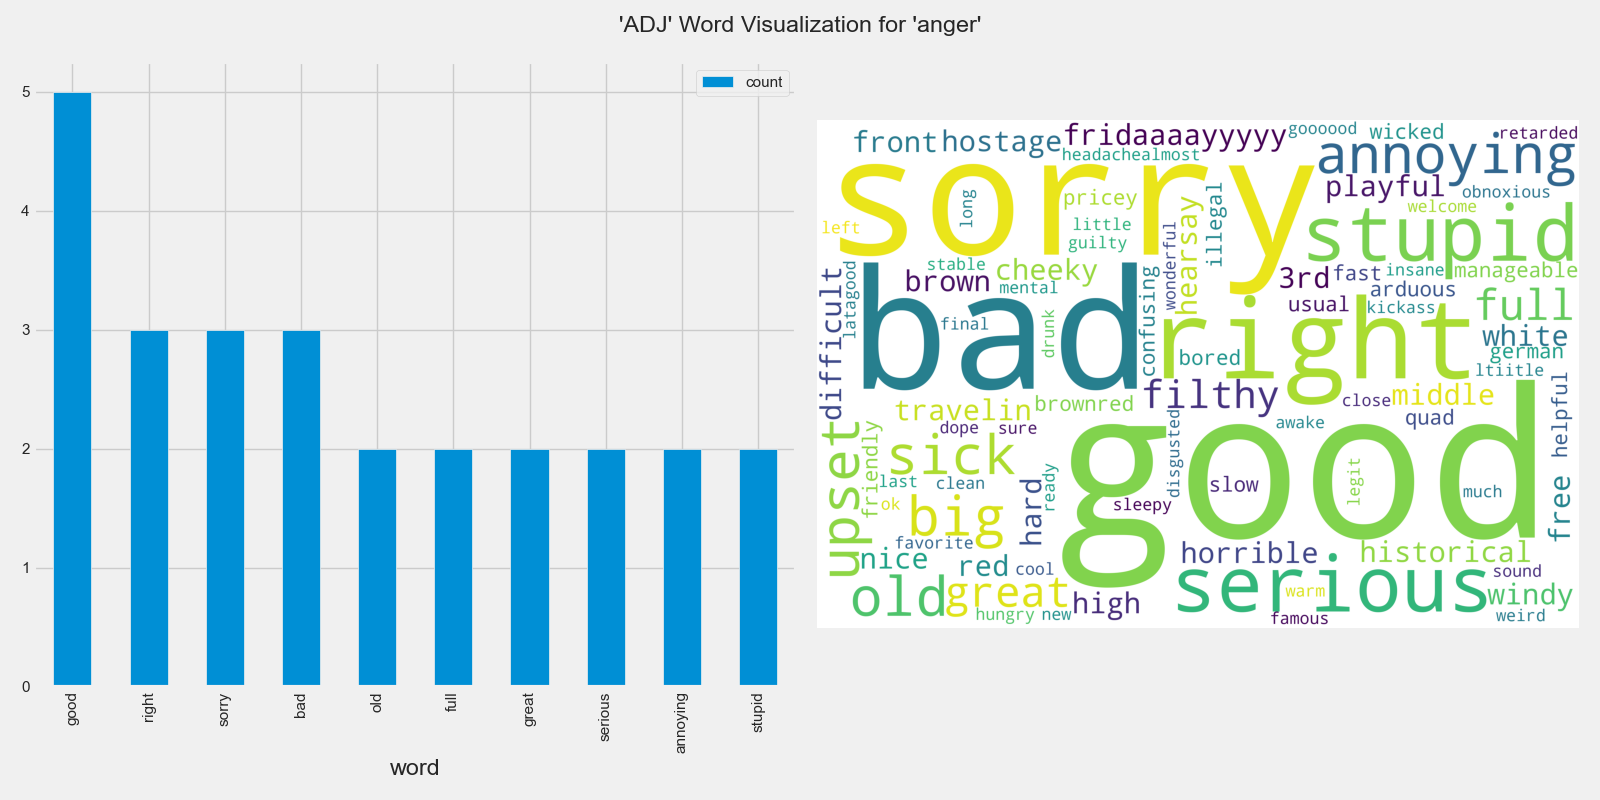 'ADJ' Word Visualization for 'anger'
count
5
4
3
2
1
0
good
right
sorry
bad
old
full
great
serious
annoying
stupid
word
front
hostage
fridaaaayyyyy
goooood
wicked
retarded
headachealmost
annoying
sorry
long
pricey
playful
obnoxious
left
little
guilty
wonderful
hearsay
illegal
welcome
stupid
stable
cheeky
brown
mental
3rd
fast
insane
manageable
arduous
difficult
latagood
bad
final
drunk
confusing
right
usual
kickass
full
white
bored
german
ltiitle
filthy
close
middle
travelin
brownred
dope
sure
disgusted
awake
quad
helpful
upset
friendly
sick
good
last
clean
ready
slow
legit
much
ok
big
hard
sleepy
free
favorite
nice
red
cool
horrible
historical
sound
old
great
high
serious
warm
windy
hungry
new
famous
weird